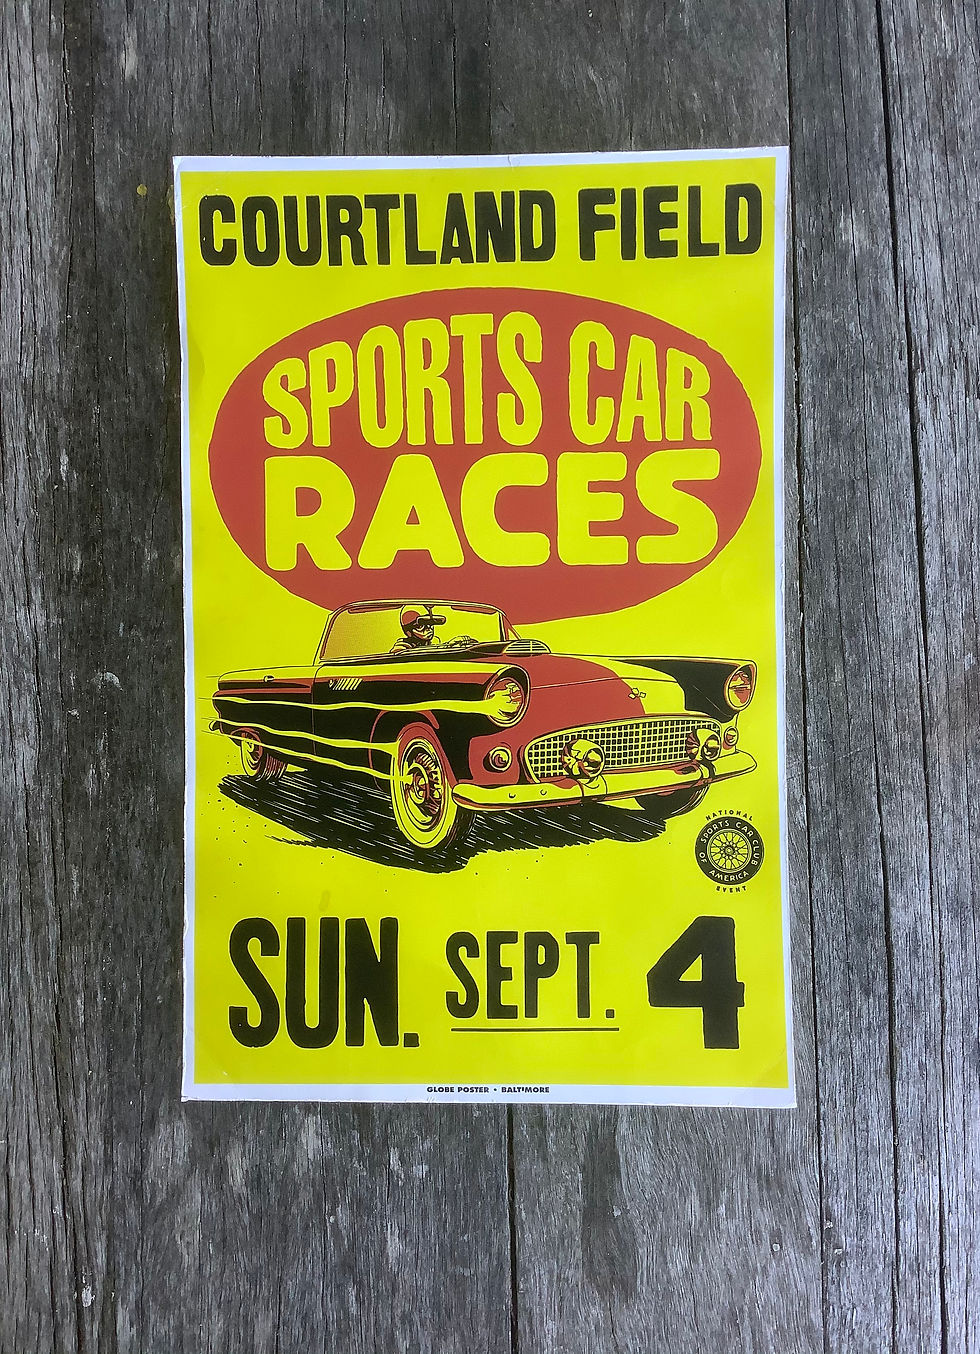 COURTLAND FIELD
SPORTS CAR
RACES
NATIONAL
SPORTS CAR CLUB
OF AMERICA
EVENT
SUN. SEPT. 4
GLOBE POSTER • BALTIMORE